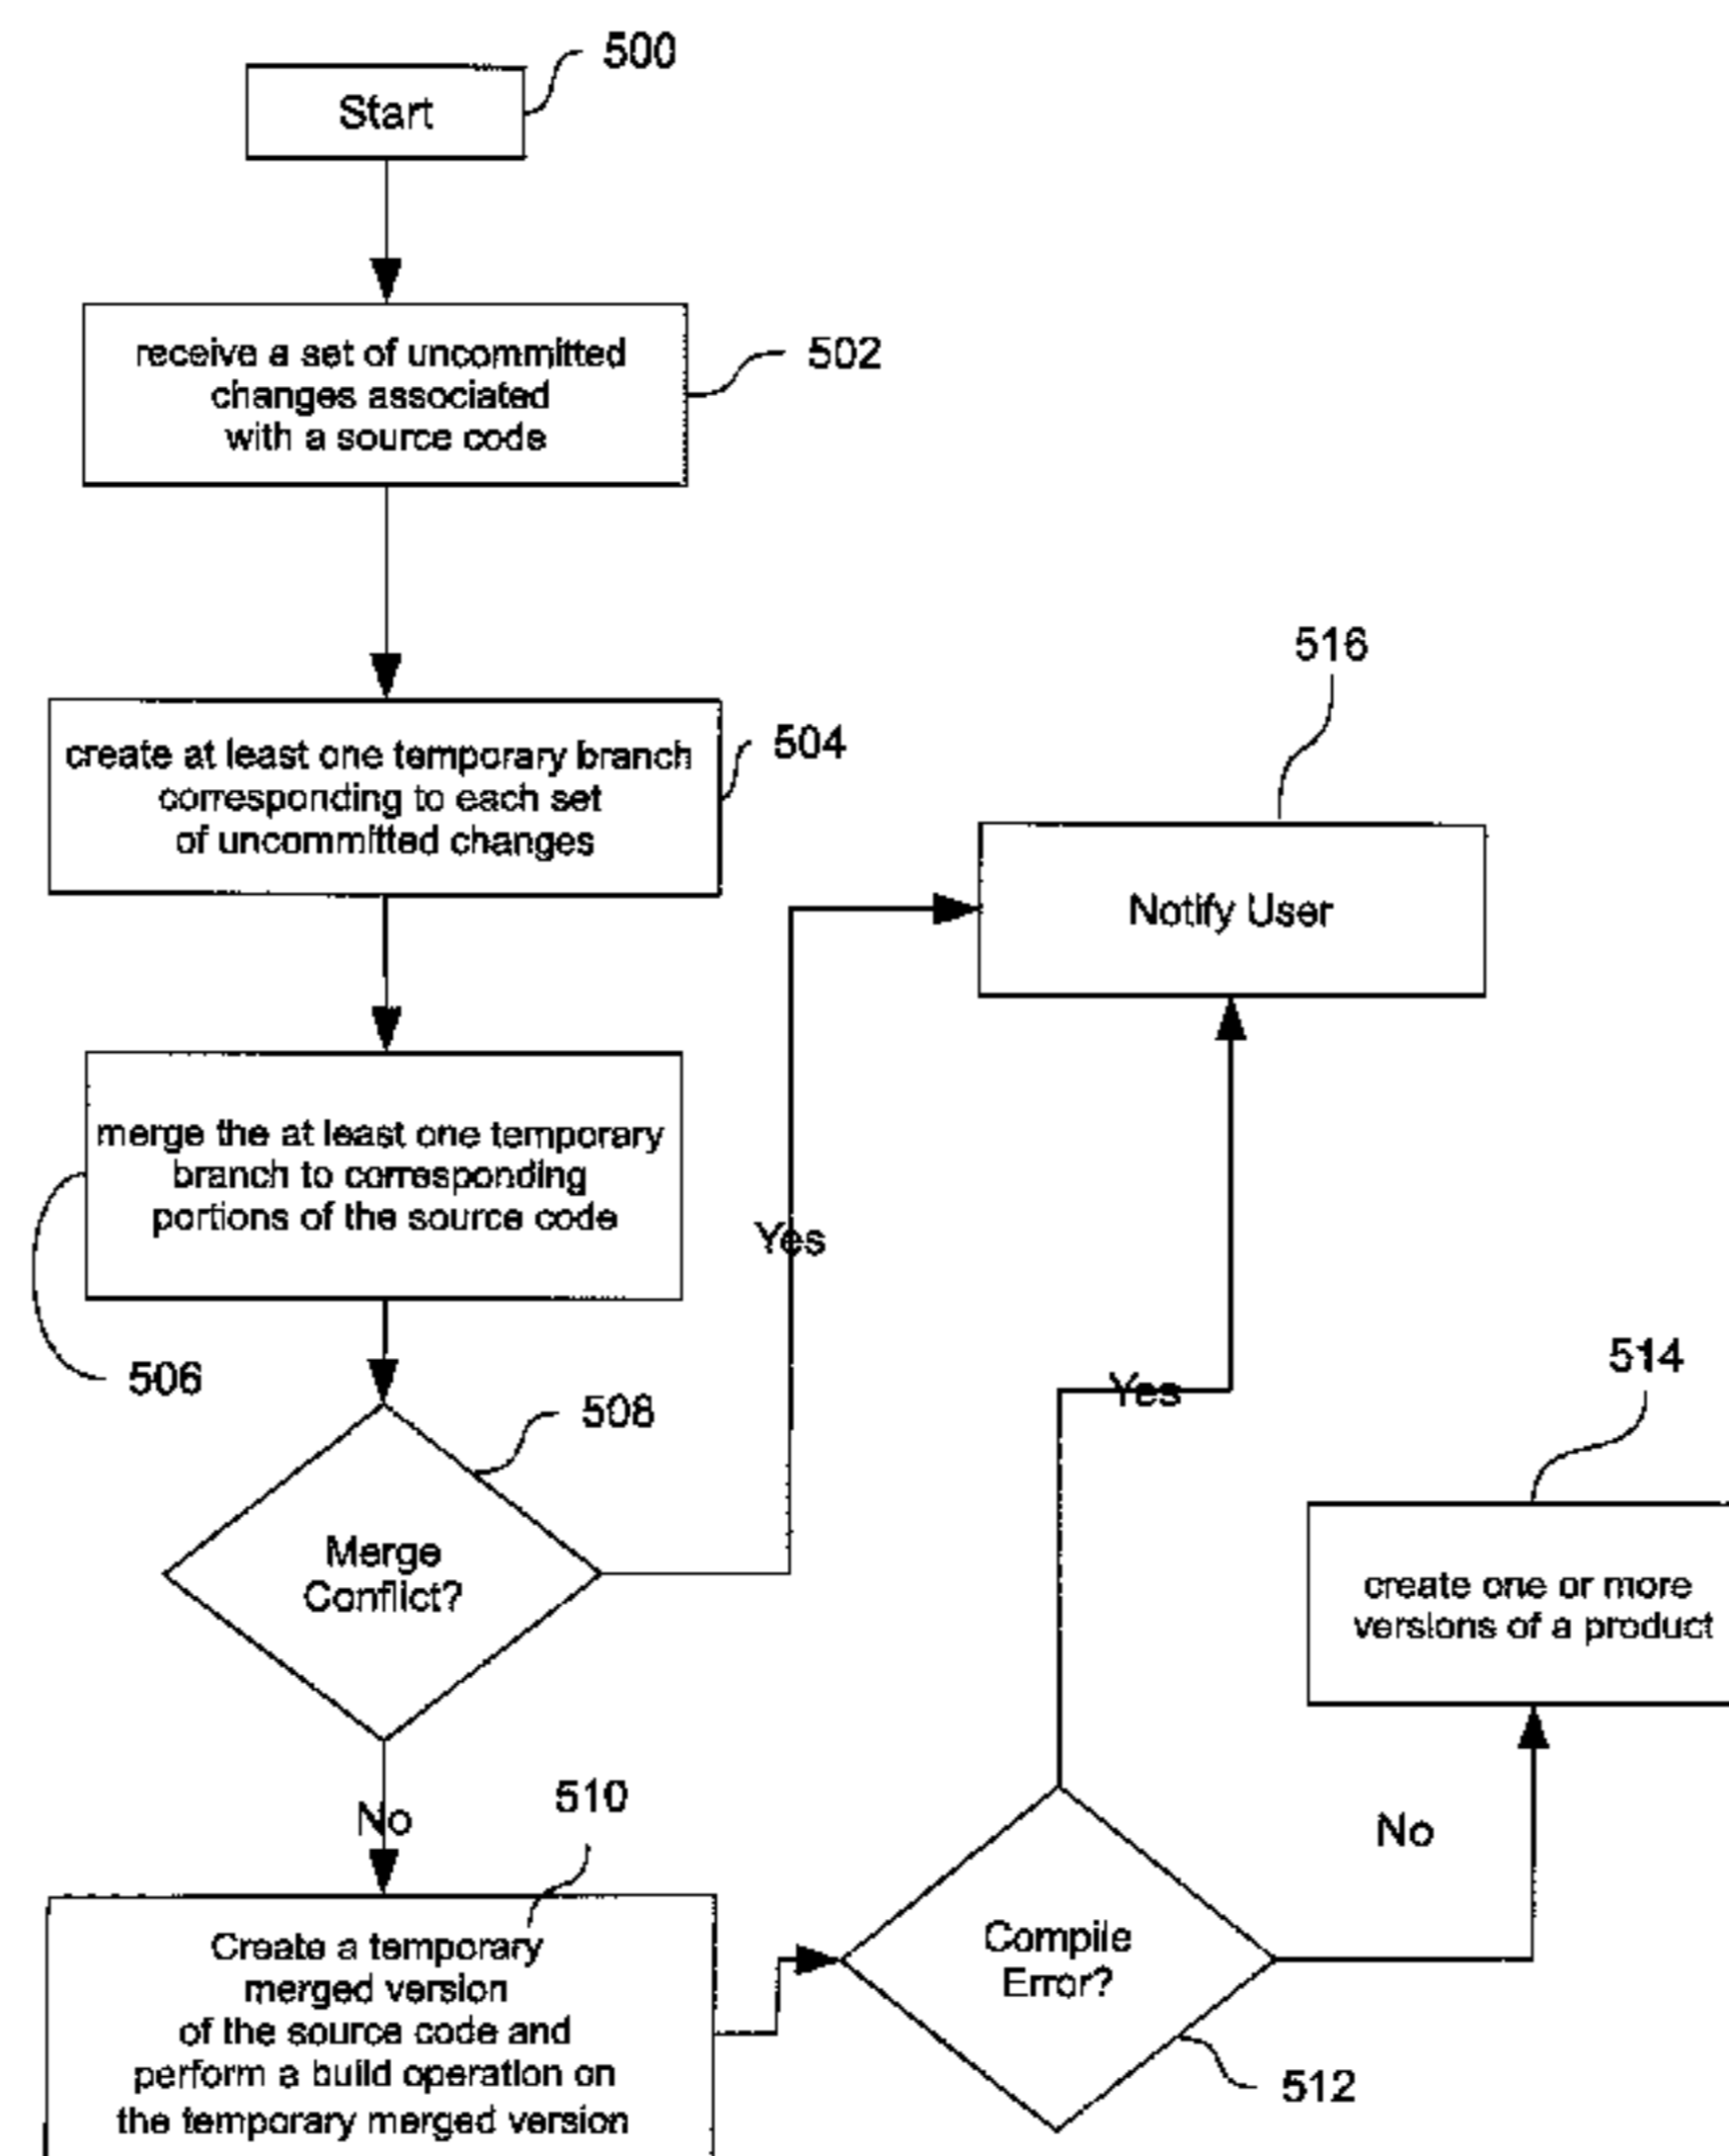 500
Start
receive a set of uncommitted
changes associated
with a source code
502
create at least one temporary branch
corresponding to each set
of uncommitted changes
504
516
Notify User
merge the at least one temporary
branch to corresponding
portions of the source code
506
Yes
Yes
508
Merge
Conflict?
514
create one or more
versions of a product
No
510
No
Create a temporary
merged version
of the source code and
perform a build operation on
the temporary merged version
Compile
Error?
512